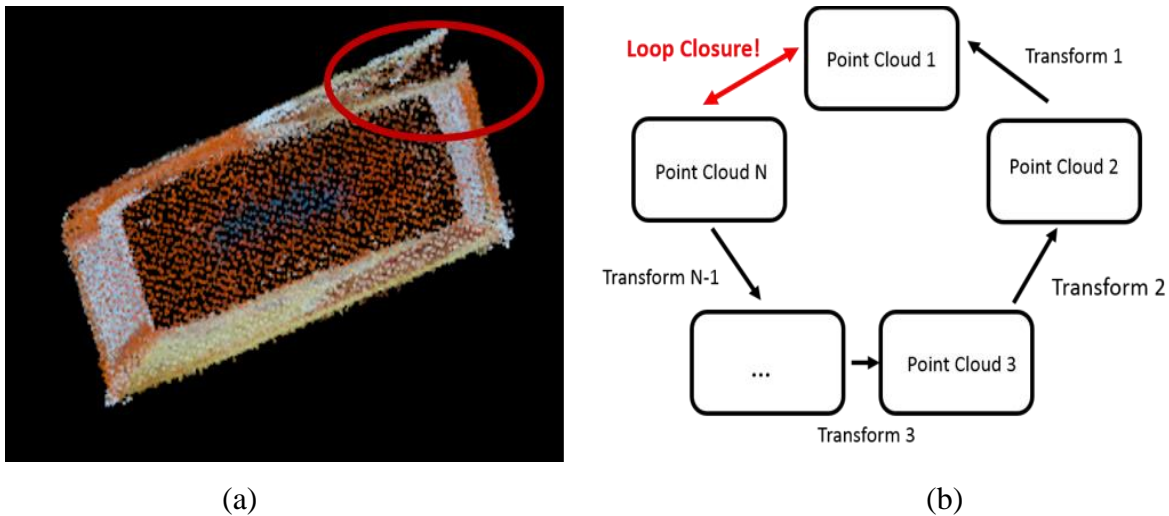 Loop Closure!
Point Cloud 1
Transform 1
Point Cloud N
Point Cloud 2
Transform N-1
Transform 2
...
Point Cloud 3
Transform 3
(a)
(b)